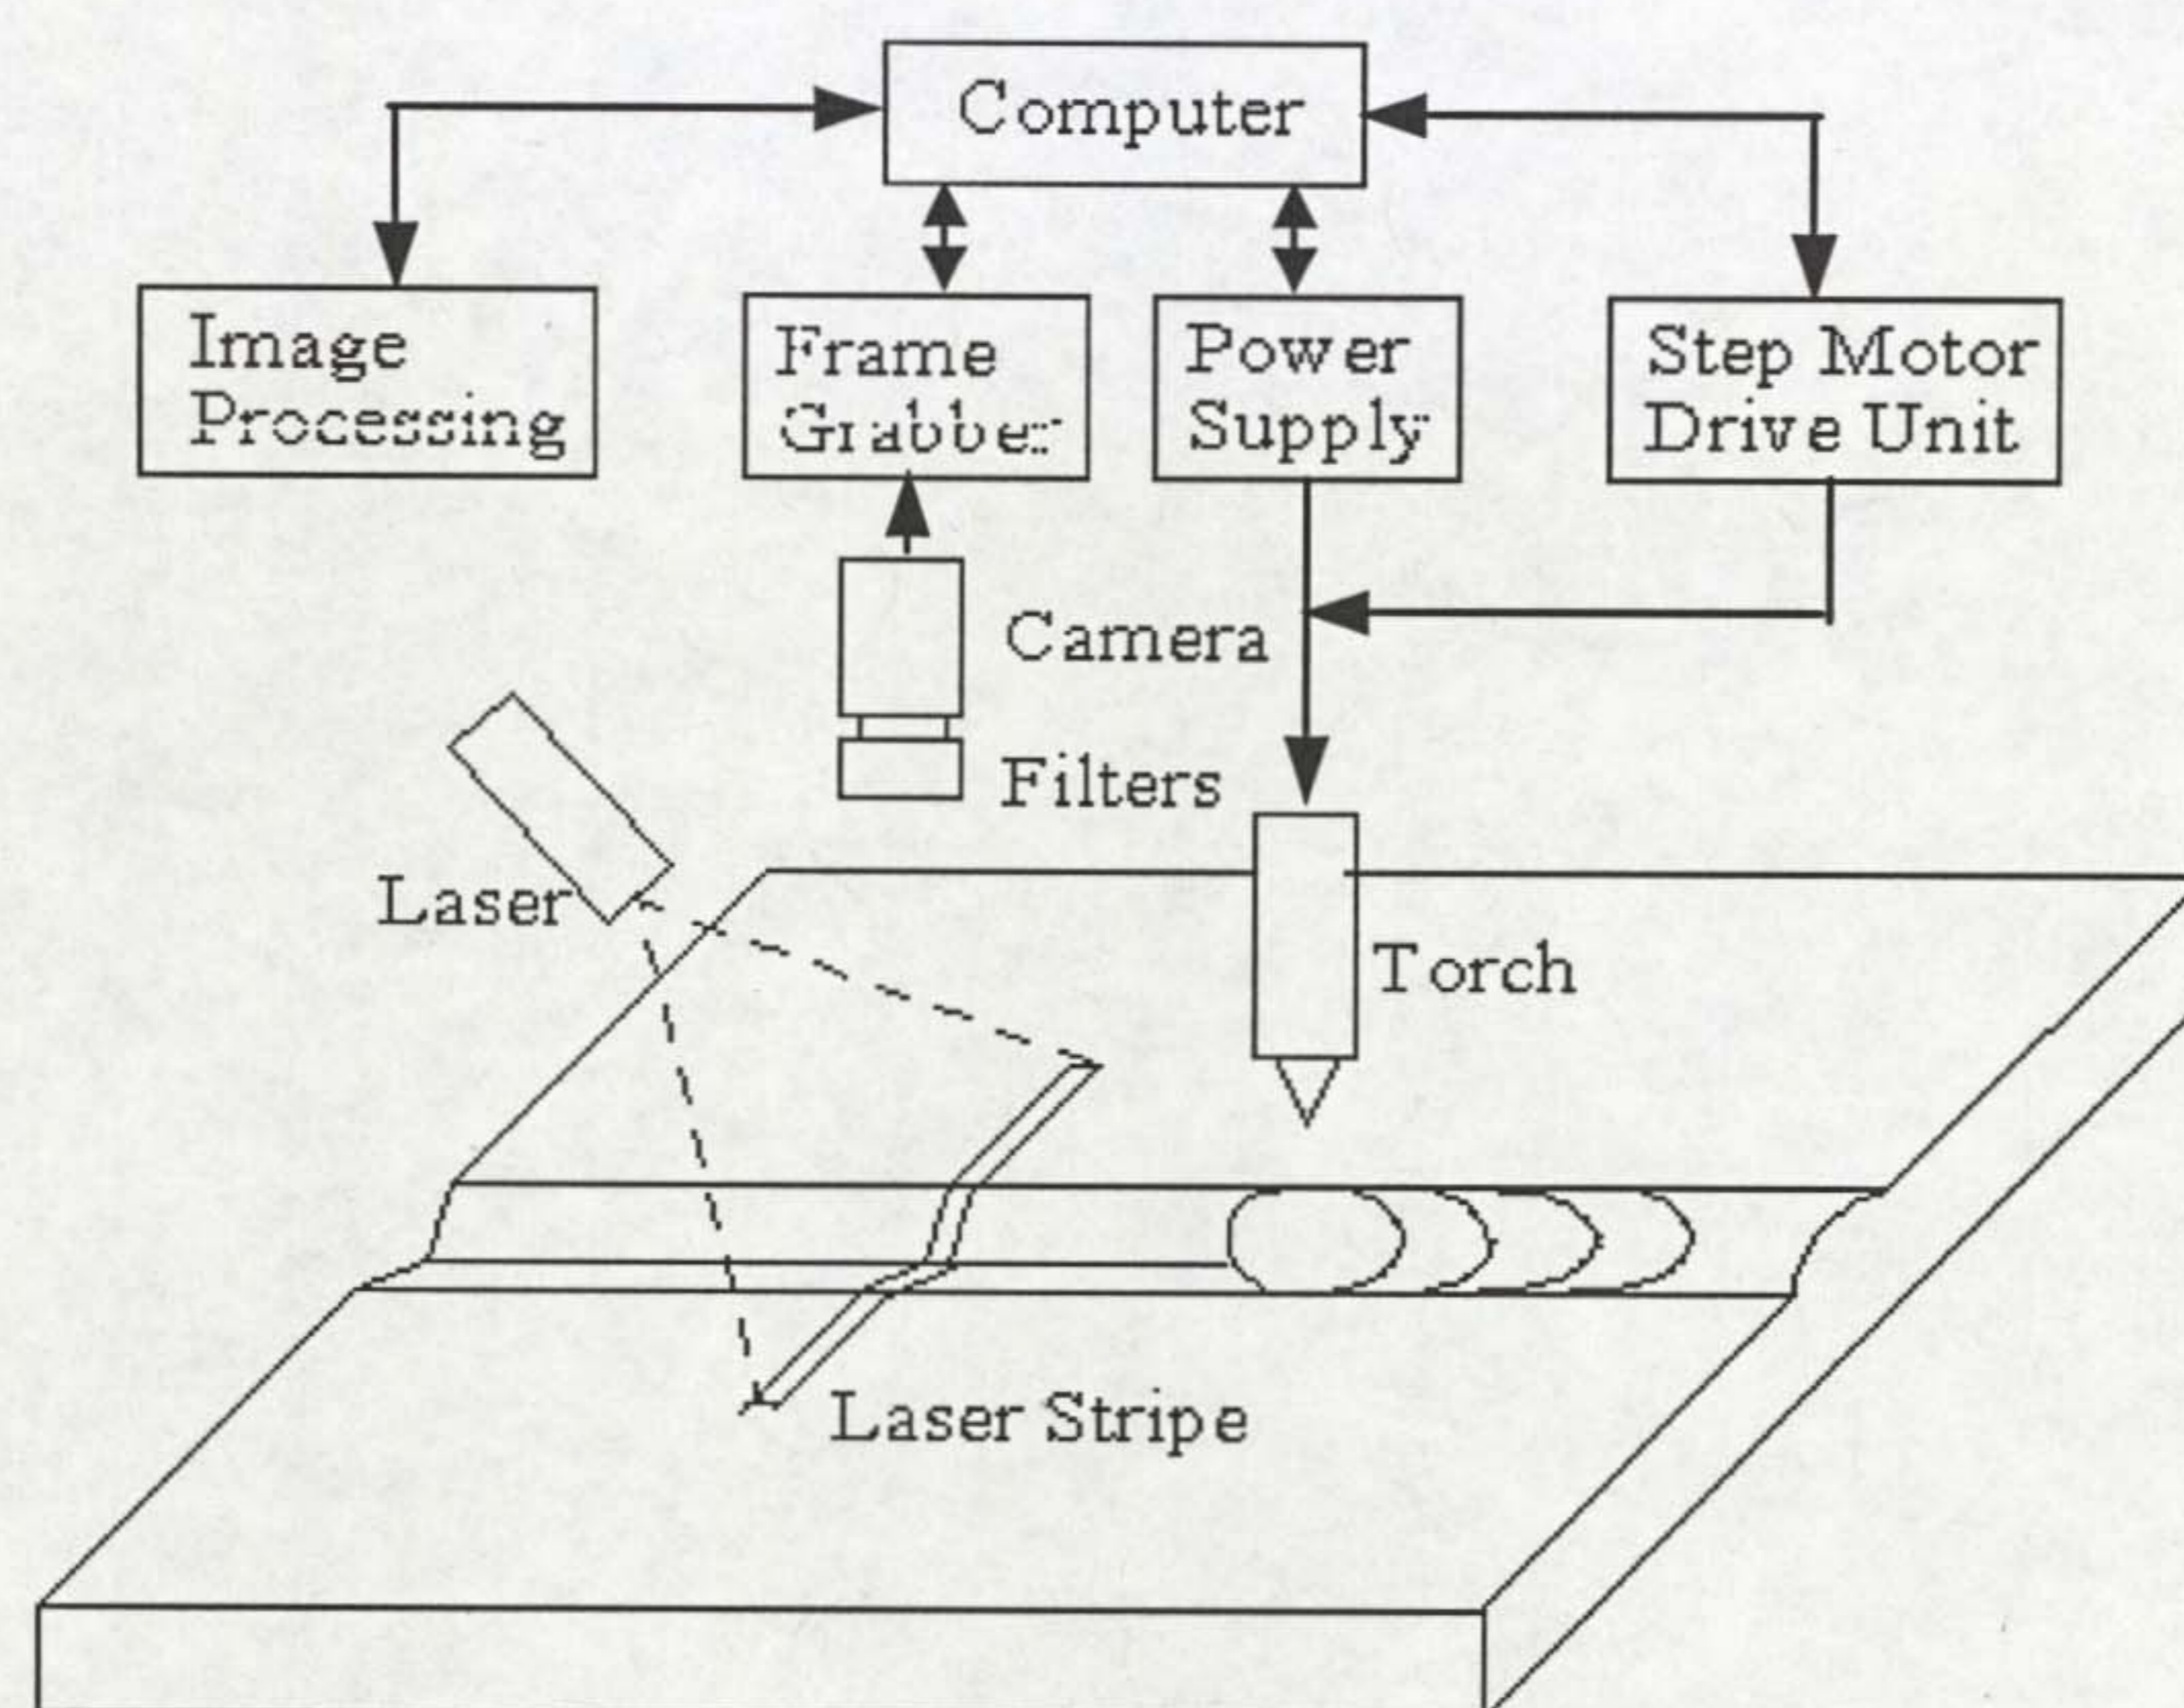 Computer
Image
Processing
Frame
Grabber
Power
Supply
Step Motor
Drive Unit
Camera
Filters
Laser
Torch
Laser Stripe